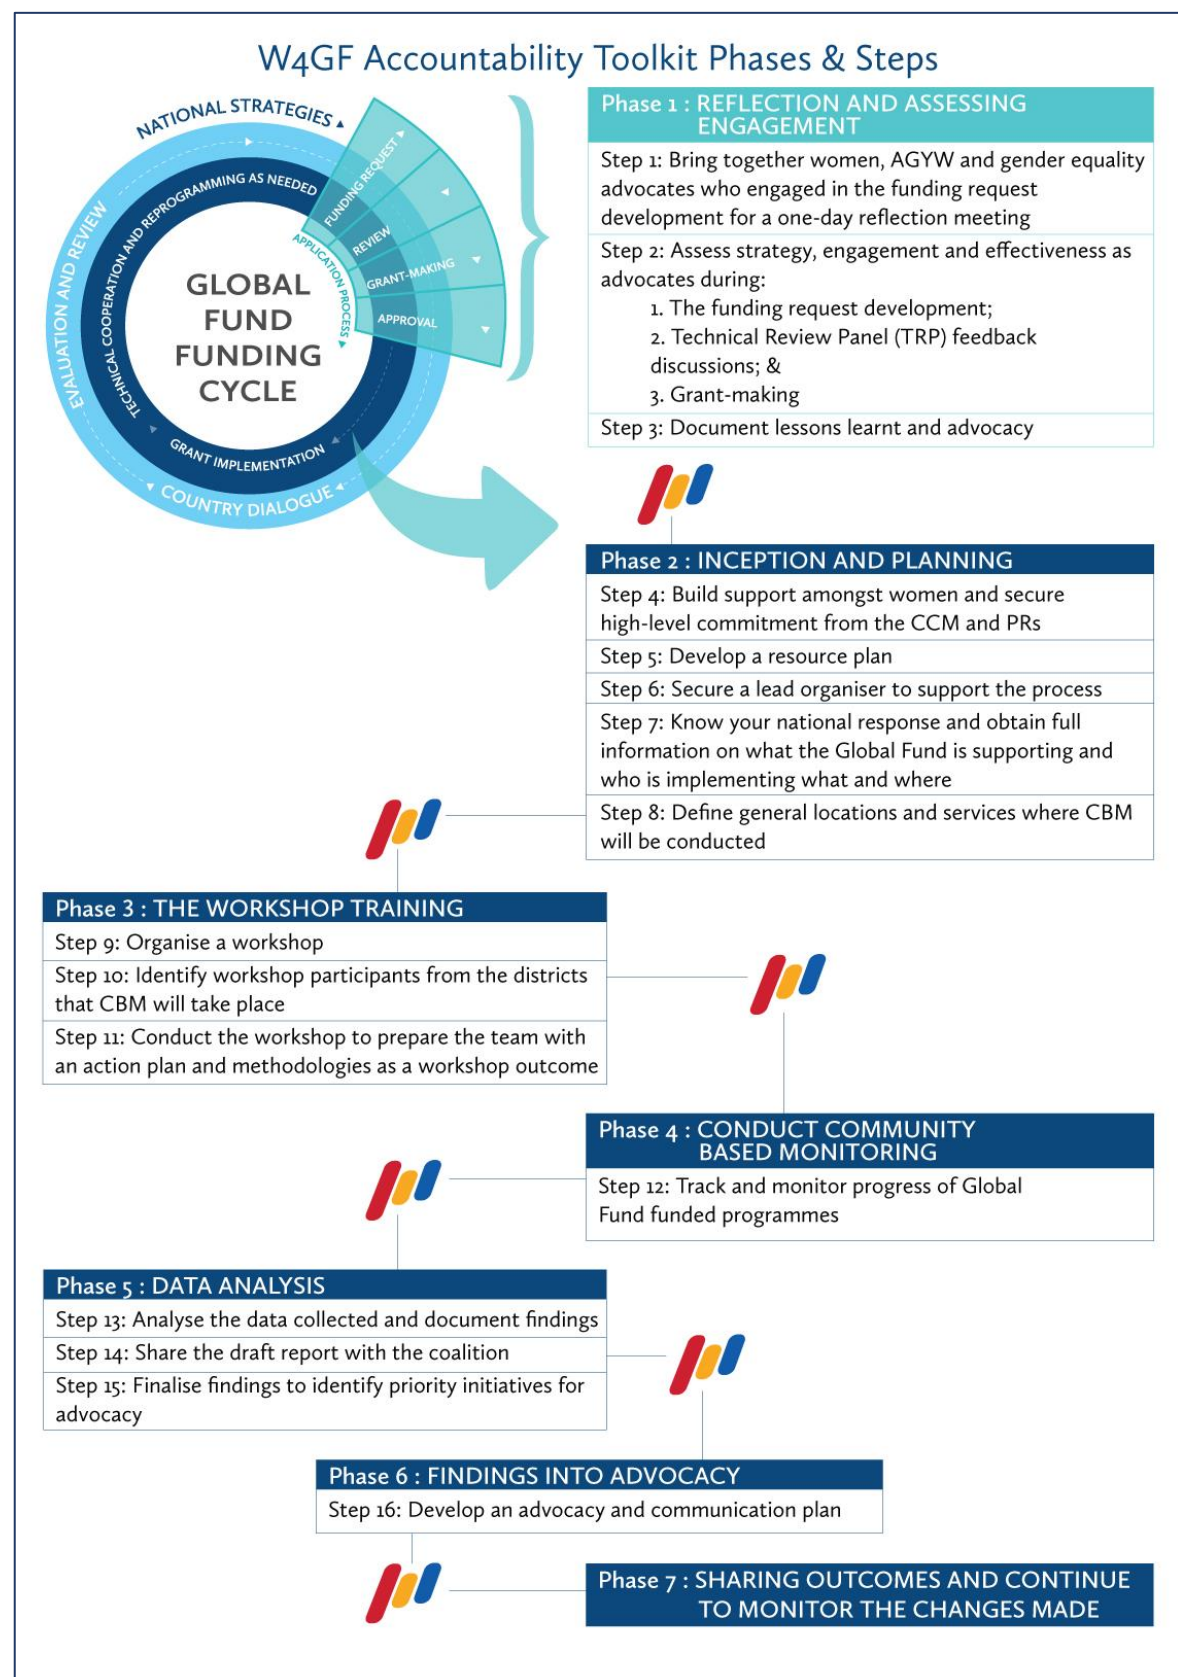 W4GF Accountability Toolkit Phases & Steps
NATIONAL STRATEGIES
EVALUATION AND REVIEW
COUNTRY DIALOGUE
TECHNICAL COOPERATION AND REPROGRAMMING AS NEEDED
GRANT IMPLEMENTATION
APPLICATION PROCESS
FUNDING REQUEST
REVIEW
GRANT-MAKING
APPROVAL
GLOBAL
FUND
FUNDING
CYCLE
Phase 1 : REFLECTION AND ASSESSING
ENGAGEMENT
Step 1: Bring together women, AGYW and gender equality
advocates who engaged in the funding request
development for a one-day reflection meeting
Step 2: Assess strategy, engagement and effectiveness as
advocates during:
1. The funding request development;
2. Technical Review Panel (TRP) feedback
discussions; &
3. Grant-making
Step 3: Document lessons learnt and advocacy
Phase 2 : INCEPTION AND PLANNING
Step 4: Build support amongst women and secure
high-level commitment from the CCM and PRs
Step 5: Develop a resource plan
Step 6: Secure a lead organiser to support the process
Step 7: Know your national response and obtain full
information on what the Global Fund is supporting and
who is implementing what and where
Step 8: Define general locations and services where CBM
will be conducted
Phase 3 : THE WORKSHOP TRAINING
Step 9: Organise a workshop
Step 10: Identify workshop participants from the districts
that CBM will take place
Step 11: Conduct the workshop to prepare the team with
an action plan and methodologies as a workshop outcome
Phase 4 : CONDUCT COMMUNITY
BASED MONITORING
Step 12: Track and monitor progress of Global
Fund funded programmes
Phase 5 : DATA ANALYSIS
Step 13: Analyse the data collected and document findings
Step 14: Share the draft report with the coalition
Step 15: Finalise findings to identify priority initiatives for
advocacy
Phase 6 : FINDINGS INTO ADVOCACY
Step 16: Develop an advocacy and communication plan
Phase 7 : SHARING OUTCOMES AND CONTINUE
TO MONITOR THE CHANGES MADE